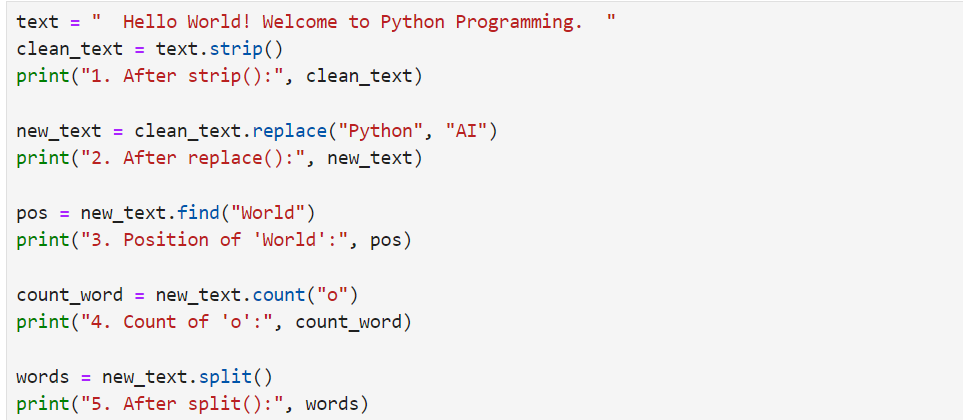 text = "  Hello World! Welcome to Python Programming.  "
clean_text = text.strip()
print("1. After strip():", clean_text)

new_text = clean_text.replace("Python", "AI")
print("2. After replace():", new_text)

pos = new_text.find("World")
print("3. Position of 'World':", pos)

count_word = new_text.count("o")
print("4. Count of 'o':", count_word)

words = new_text.split()
print("5. After split():", words)